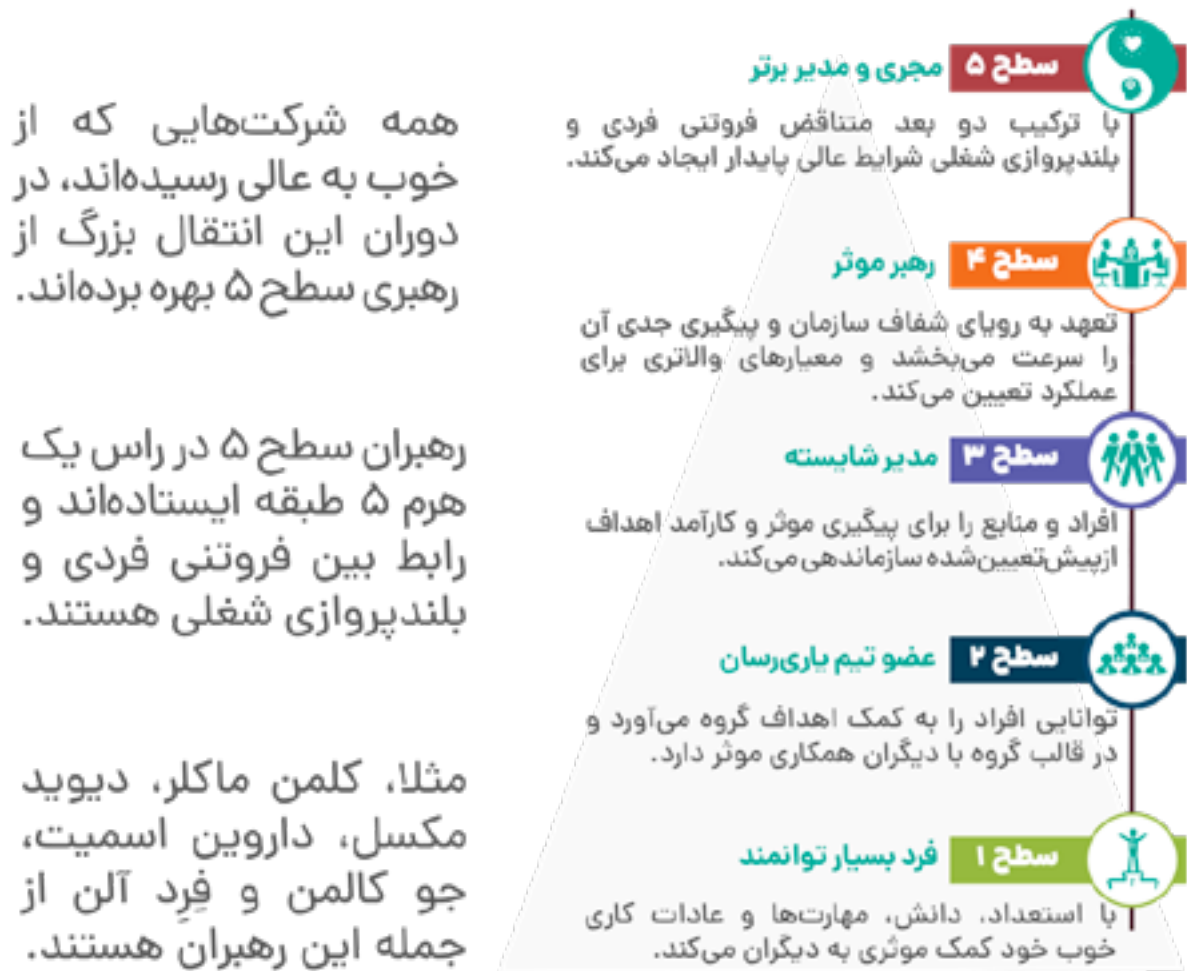 سطح ۵ مجری و مدیر برتر
با ترکیب دو بعد متناقض فروتنی فردی و
بلندپروازی شغلی شرایط عالی پایدار ایجاد می‌کند.
سطح ۴ رهبر موثر
تعهد به رویای شفاف سازمان و پیگیری جدی آن
را سرعت می‌بخشد و معیارهای والاتری برای
عملکرد تعیین می‌کند.
سطح ۳ مدیر شایسته
افراد و منابع را برای پیگیری موثر و کارآمد اهداف
ازپیش‌تعیین‌شده سازماندهی می‌کند.
سطح ۲ عضو تیم یاری‌رسان
توانایی افراد را به کمک اهداف گروه می‌آورد و
در قالب گروه با دیگران همکاری موثر دارد.
سطح ۱ فرد بسیار توانمند
با استعداد، دانش، مهارت‌ها و عادات کاری
خوب خود کمک موثری به دیگران می‌کند.
همه شرکت‌هایی که از
خوب به عالی رسیده‌اند، در
دوران این انتقال بزرگ از
رهبری سطح ۵ بهره برده‌اند.
رهبران سطح ۵ در راس یک
هرم ۵ طبقه ایستاده‌اند و
رابط بین فروتنی فردی و
بلندپروازی شغلی هستند.
مثلا، کلمن ماکلر، دیوید
مکسل، داروین اسمیت،
جو کالمن و فِرِد آلن از
جمله این رهبران هستند.